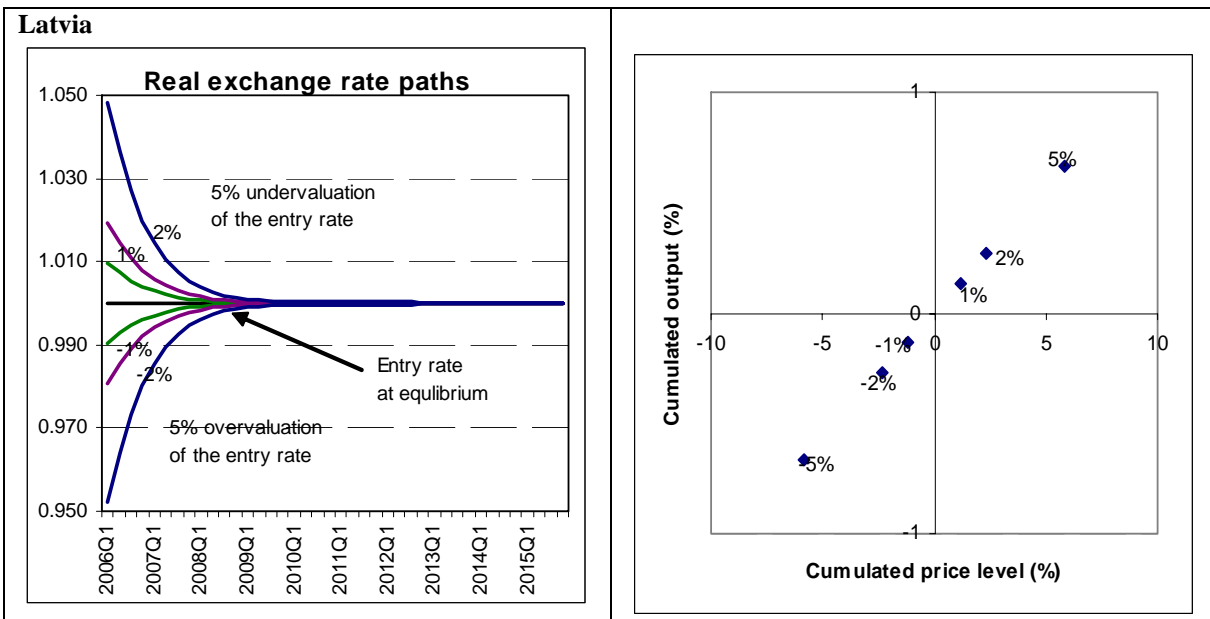 Latvia
Real exchange rate paths
1.050
1.030
1.010
0.990
0.970
0.950
5% undervaluation
of the entry rate
2%
1%
-1%
-2%
Entry rate
at equlibrium
5% overvaluation
of the entry rate
2006Q1
2007Q1
2008Q1
2009Q1
2010Q1
2011Q1
2012Q1
2013Q1
2014Q1
2015Q1
Cumulated output (%)
1
0
-1
-10
-5
0
5
10
5%
2%
1%
-1%
-2%
-5%
Cumulated price level (%)